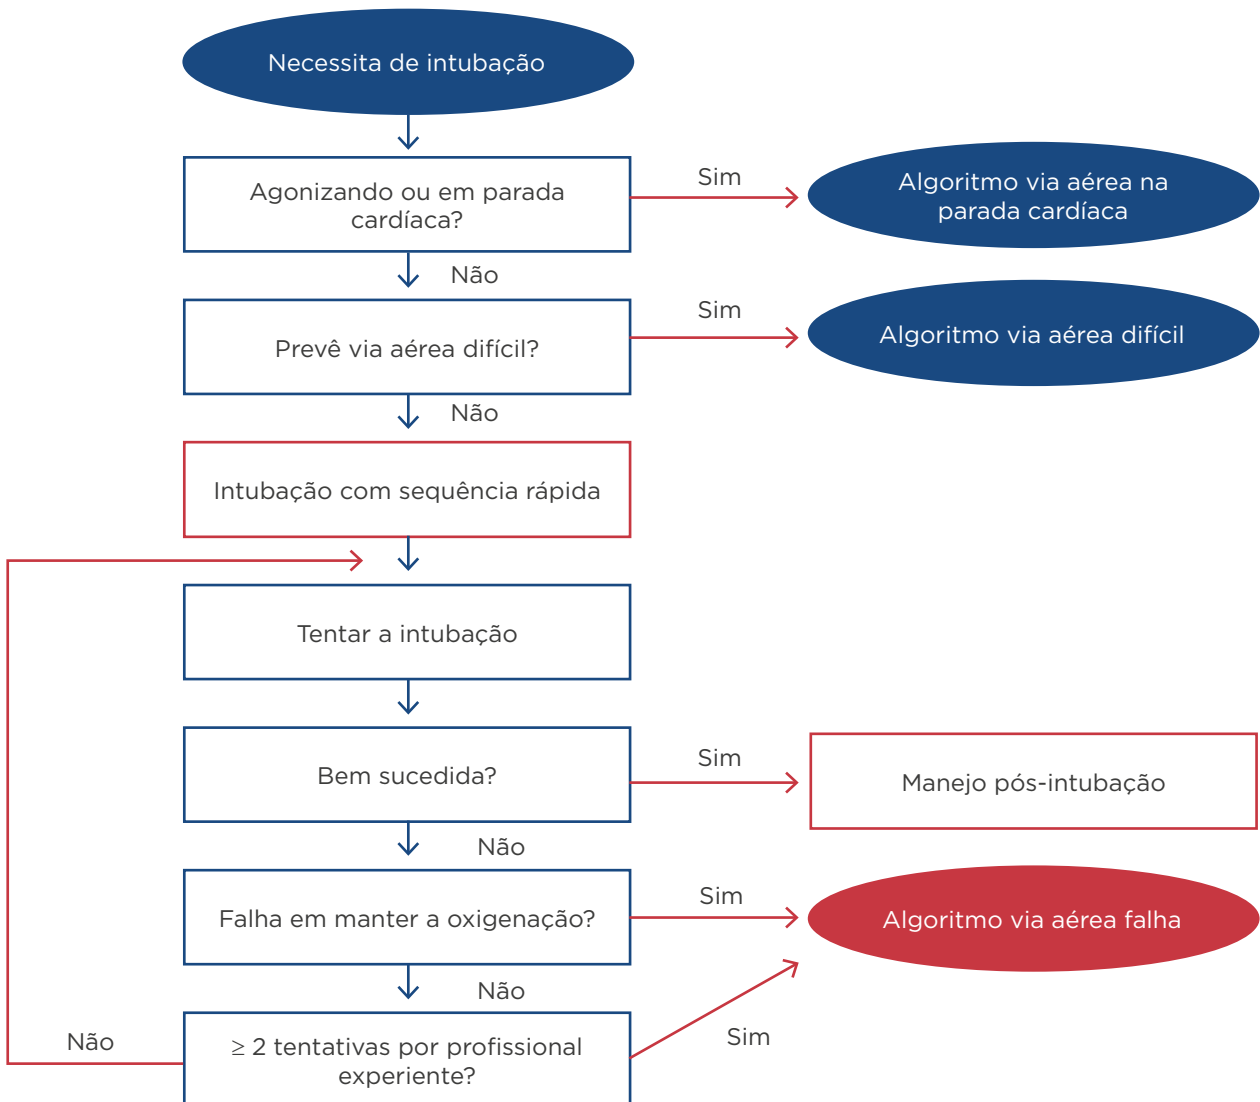 Necessita de intubação
Agonizando ou em parada
cardíaca?
Sim
Algoritmo via aérea na
parada cardíaca
Não
Prevê via aérea difícil?
Sim
Algoritmo via aérea difícil
Não
Intubação com sequência rápida
Tentar a intubação
Bem sucedida?
Sim
Manejo pós-intubação
Não
Falha em manter a oxigenação?
Sim
Algoritmo via aérea falha
Não
≥ 2 tentativas por profissional
experiente?
Não
Sim